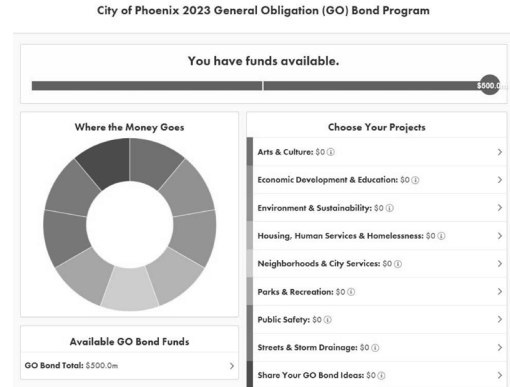 City of Phoenix 2023 General Obligation (GO) Bond Program
You have funds available.
$500.0
Where the Money Goes
Choose Your Projects
Arts & Culture: $0
Economic Development & Education: $0
Environment & Sustainability: $0
Housing, Human Services & Homelessness: $0
Neighborhoods & City Services: $0
Parks & Recreation: $0
Public Safety: $0
Streets & Storm Drainage: $0
Share Your GO Bond Ideas: $0
Available GO Bond Funds
GO Bond Total: $500.0m